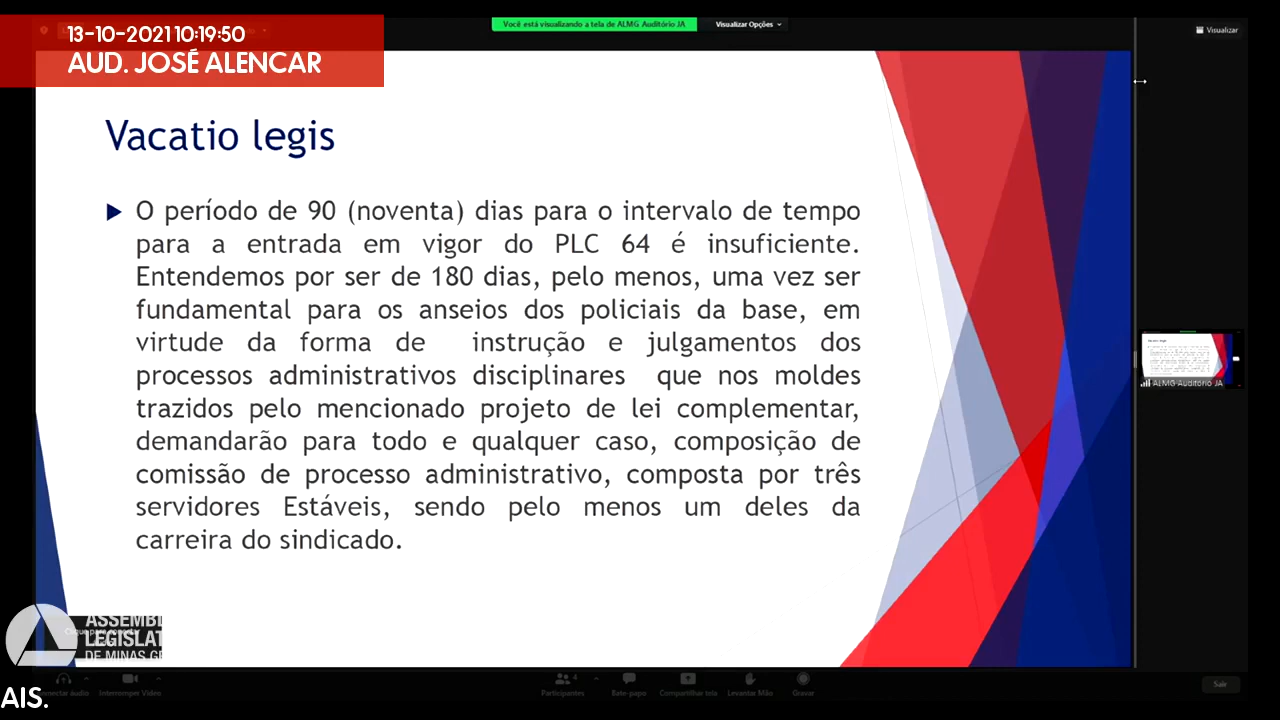 13-10-2021 10:19:50
AUD. JOSÉ ALENCAR
Você está visualizando a tela de ALMG Auditório JA
Visualizar Opções
Visualizar
Vacatio legis
O período de 90 (noventa) dias para o intervalo de tempo
para a entrada em vigor do PLC 64 é insuficiente.
Entendemos por ser de 180 dias, pelo menos, uma vez ser
fundamental para os anseios dos policiais da base, em
virtude da forma de instrução e julgamentos dos
processos administrativos disciplinares que nos moldes
trazidos pelo mencionado projeto de lei complementar,
demandarão para todo e qualquer caso, composição de
comissão de processo administrativo, composta por três
servidores Estáveis, sendo pelo menos um deles da
carreira do sindicado.
ALMG Auditório JA
ASSEMBL
LEGISLAT
DE MINAS GE
onectar áudio
Interromper Vídeo
Participantes
4
Bate-papo
Compartilhar tela
Levantar Mão
Gravar
Sair
AIS.